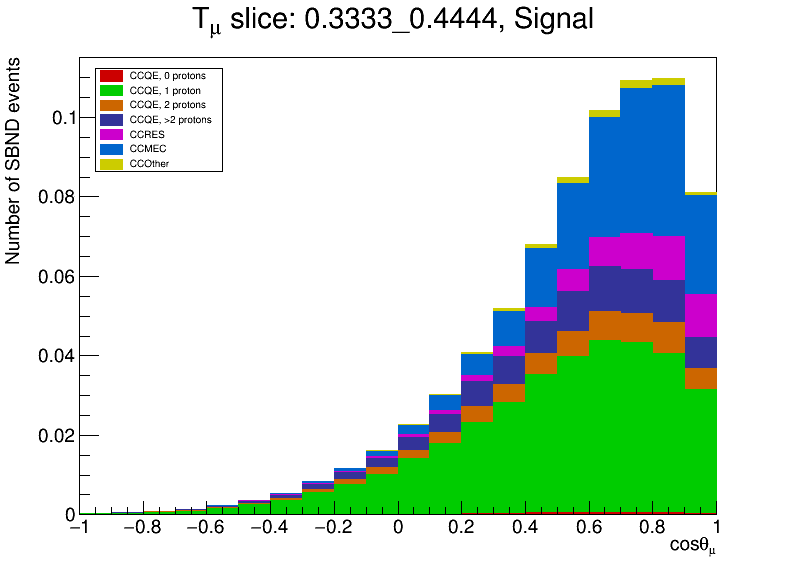 Tμ slice: 0.3333_0.4444, Signal
Number of SBND events
CCQE, 0 protons
CCQE, 1 proton
CCQE, 2 protons
CCQE, >2 protons
CCRES
CCMEC
CCOther
0.1
0.08
0.06
0.04
0.02
0
−1 −0.8 −0.6 −0.4 −0.2 0 0.2 0.4 0.6 0.8 1
cosθμ